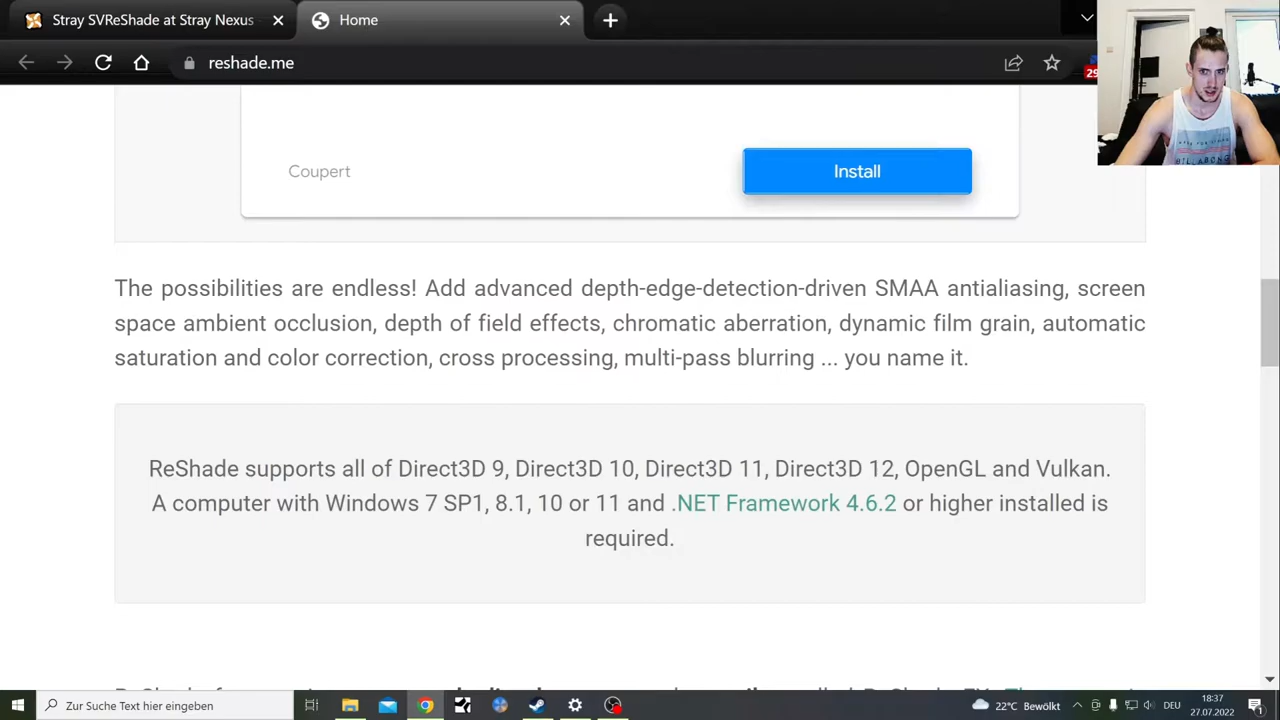 Stray SVReShade at Stray Nexus
Home
reshade.me
29
Coupert
Install
The possibilities are endless! Add advanced depth-edge-detection-driven SMAA antialiasing, screen
space ambient occlusion, depth of field effects, chromatic aberration, dynamic film grain, automatic
saturation and color correction, cross processing, multi-pass blurring ... you name it.
ReShade supports all of Direct3D 9, Direct3D 10, Direct3D 11, Direct3D 12, OpenGL and Vulkan.
A computer with Windows 7 SP1, 8.1, 10 or 11 and .NET Framework 4.6.2 or higher installed is
required.
Zur Suche Text hier eingeben
22°C Bewölkt
DEU
18:37
27.07.2022
1
BILLABONG